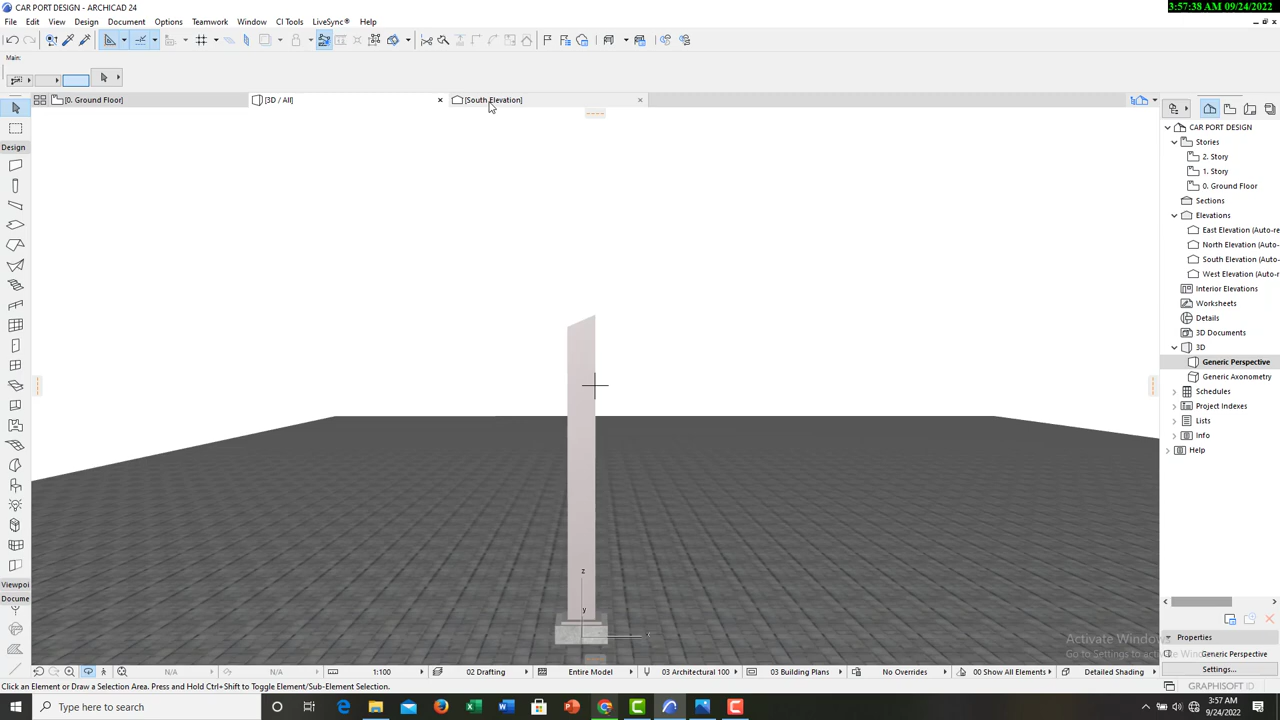 CAR PORT DESIGN - ARCHICAD 24
3:57:38 AM 09/24/2022
File Edit View Design Document Options Teamwork Window CI Tools LiveSync® Help
Main:
[0. Ground Floor] [3D / All] [South Elevation]
Design
CAR PORT DESIGN
Stories
2. Story
1. Story
0. Ground Floor
Sections
Elevations
East Elevation (Auto-re
North Elevation (Auto-
South Elevation (Auto-
West Elevation (Auto-r
Interior Elevations
Worksheets
Details
3D Documents
3D
Generic Perspective
Generic Axonometry
Schedules
Project Indexes
Lists
Info
Help
z
y
Viewpoi
Docume
Activate Window
Go to Settings to activa
Properties
Generic Perspective
Settings...
N/A N/A 1:100 02 Drafting Entire Model 03 Architectural 100 03 Building Plans No Overrides 00 Show All Elements Detailed Shading
Click an Element or Draw a Selection Area. Press and Hold Ctrl+Shift to Toggle Element/Sub-Element Selection.
GRAPHISOFT ID
Type here to search
3:57 AM
9/24/2022